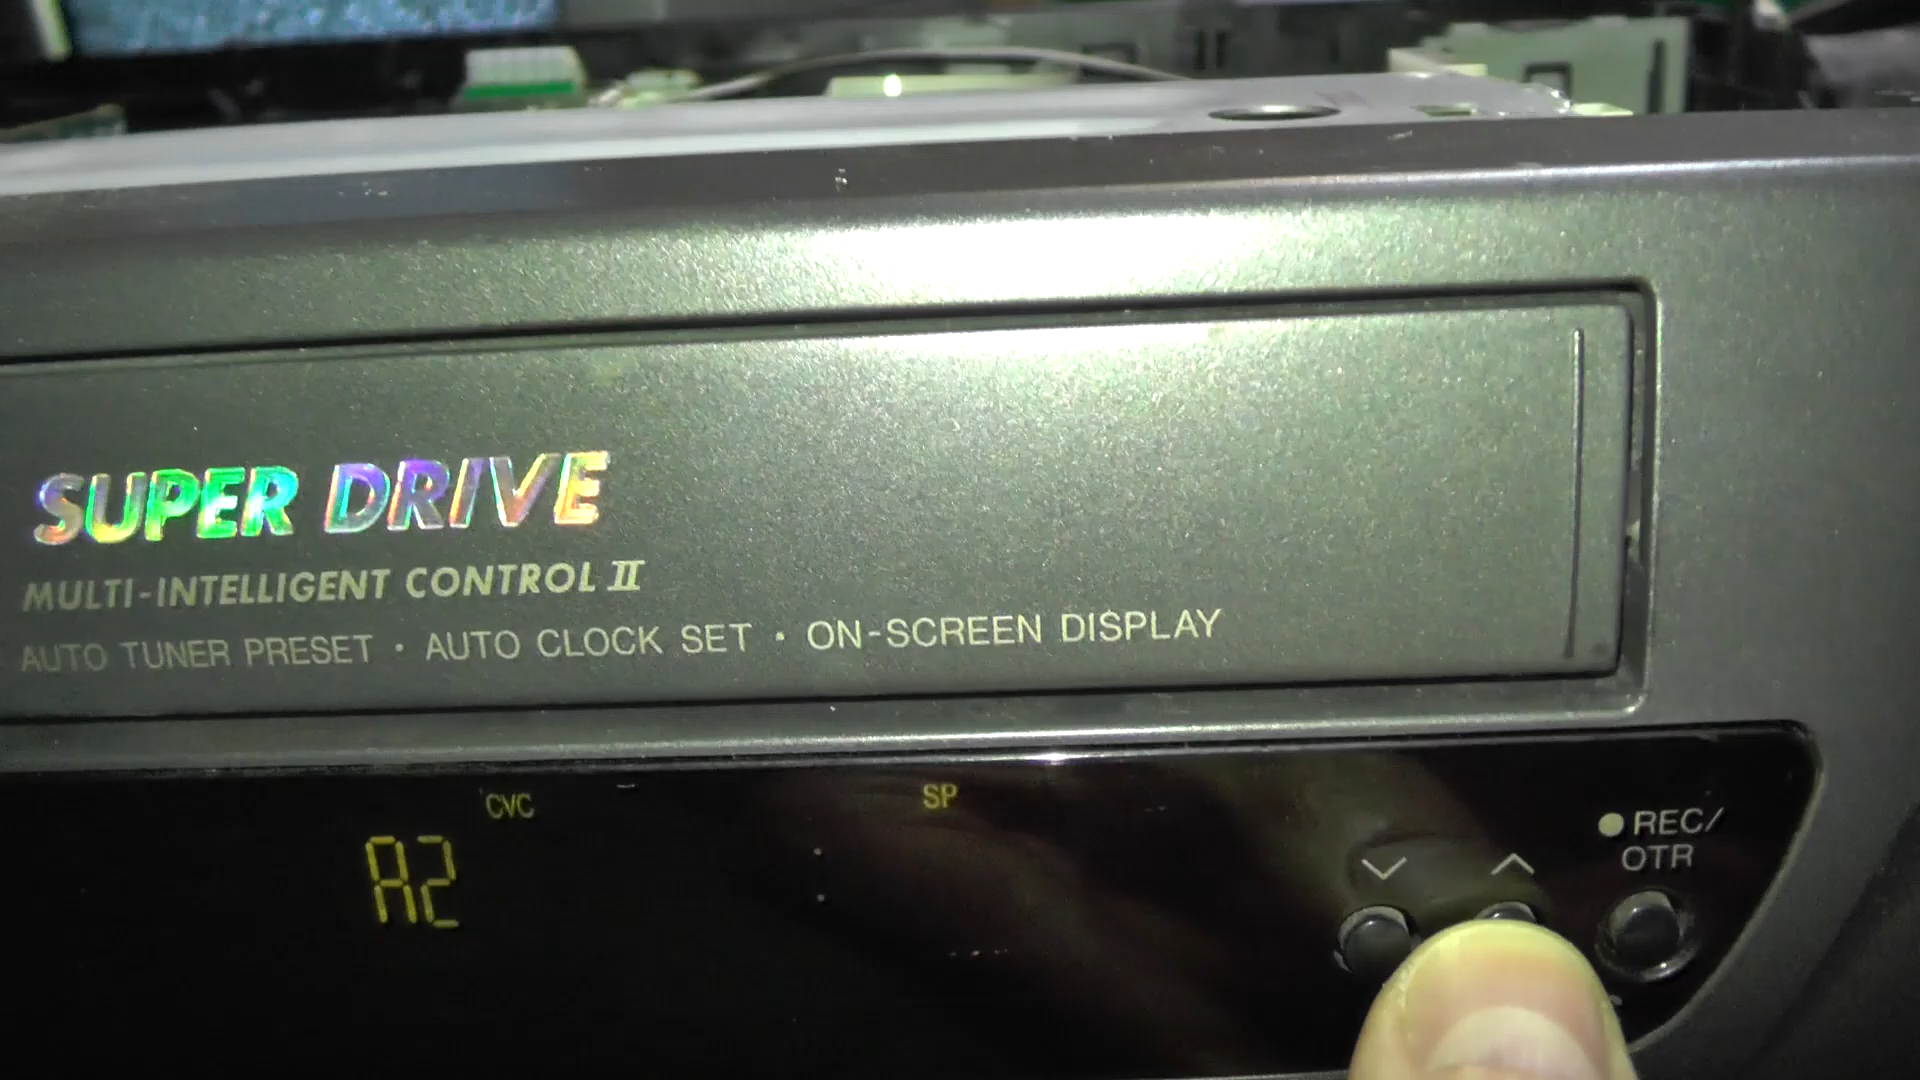 SUPER DRIVE
MULTI-INTELLIGENT CONTROL II
AUTO TUNER PRESET · AUTO CLOCK SET · ON-SCREEN DISPLAY
CVC
SP
A2
REC/
OTR